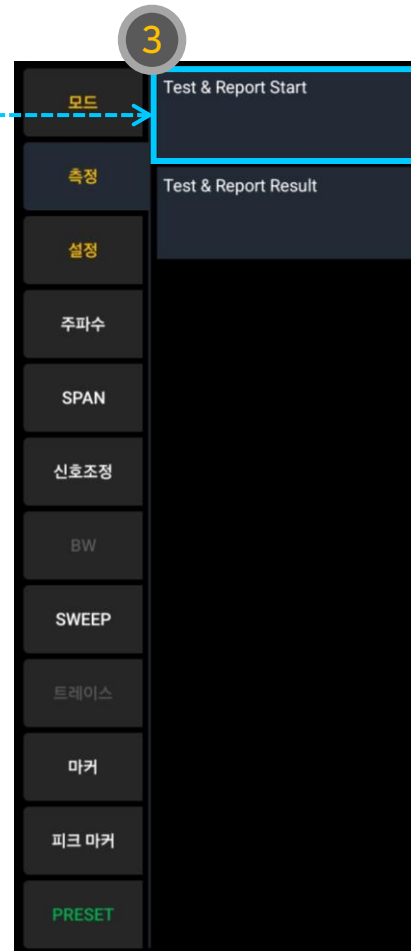 3
모드
측정
설정
주파수
SPAN
신호조정
BW
SWEEP
트레이스
마커
피크 마커
PRESET
Test & Report Start
Test & Report Result